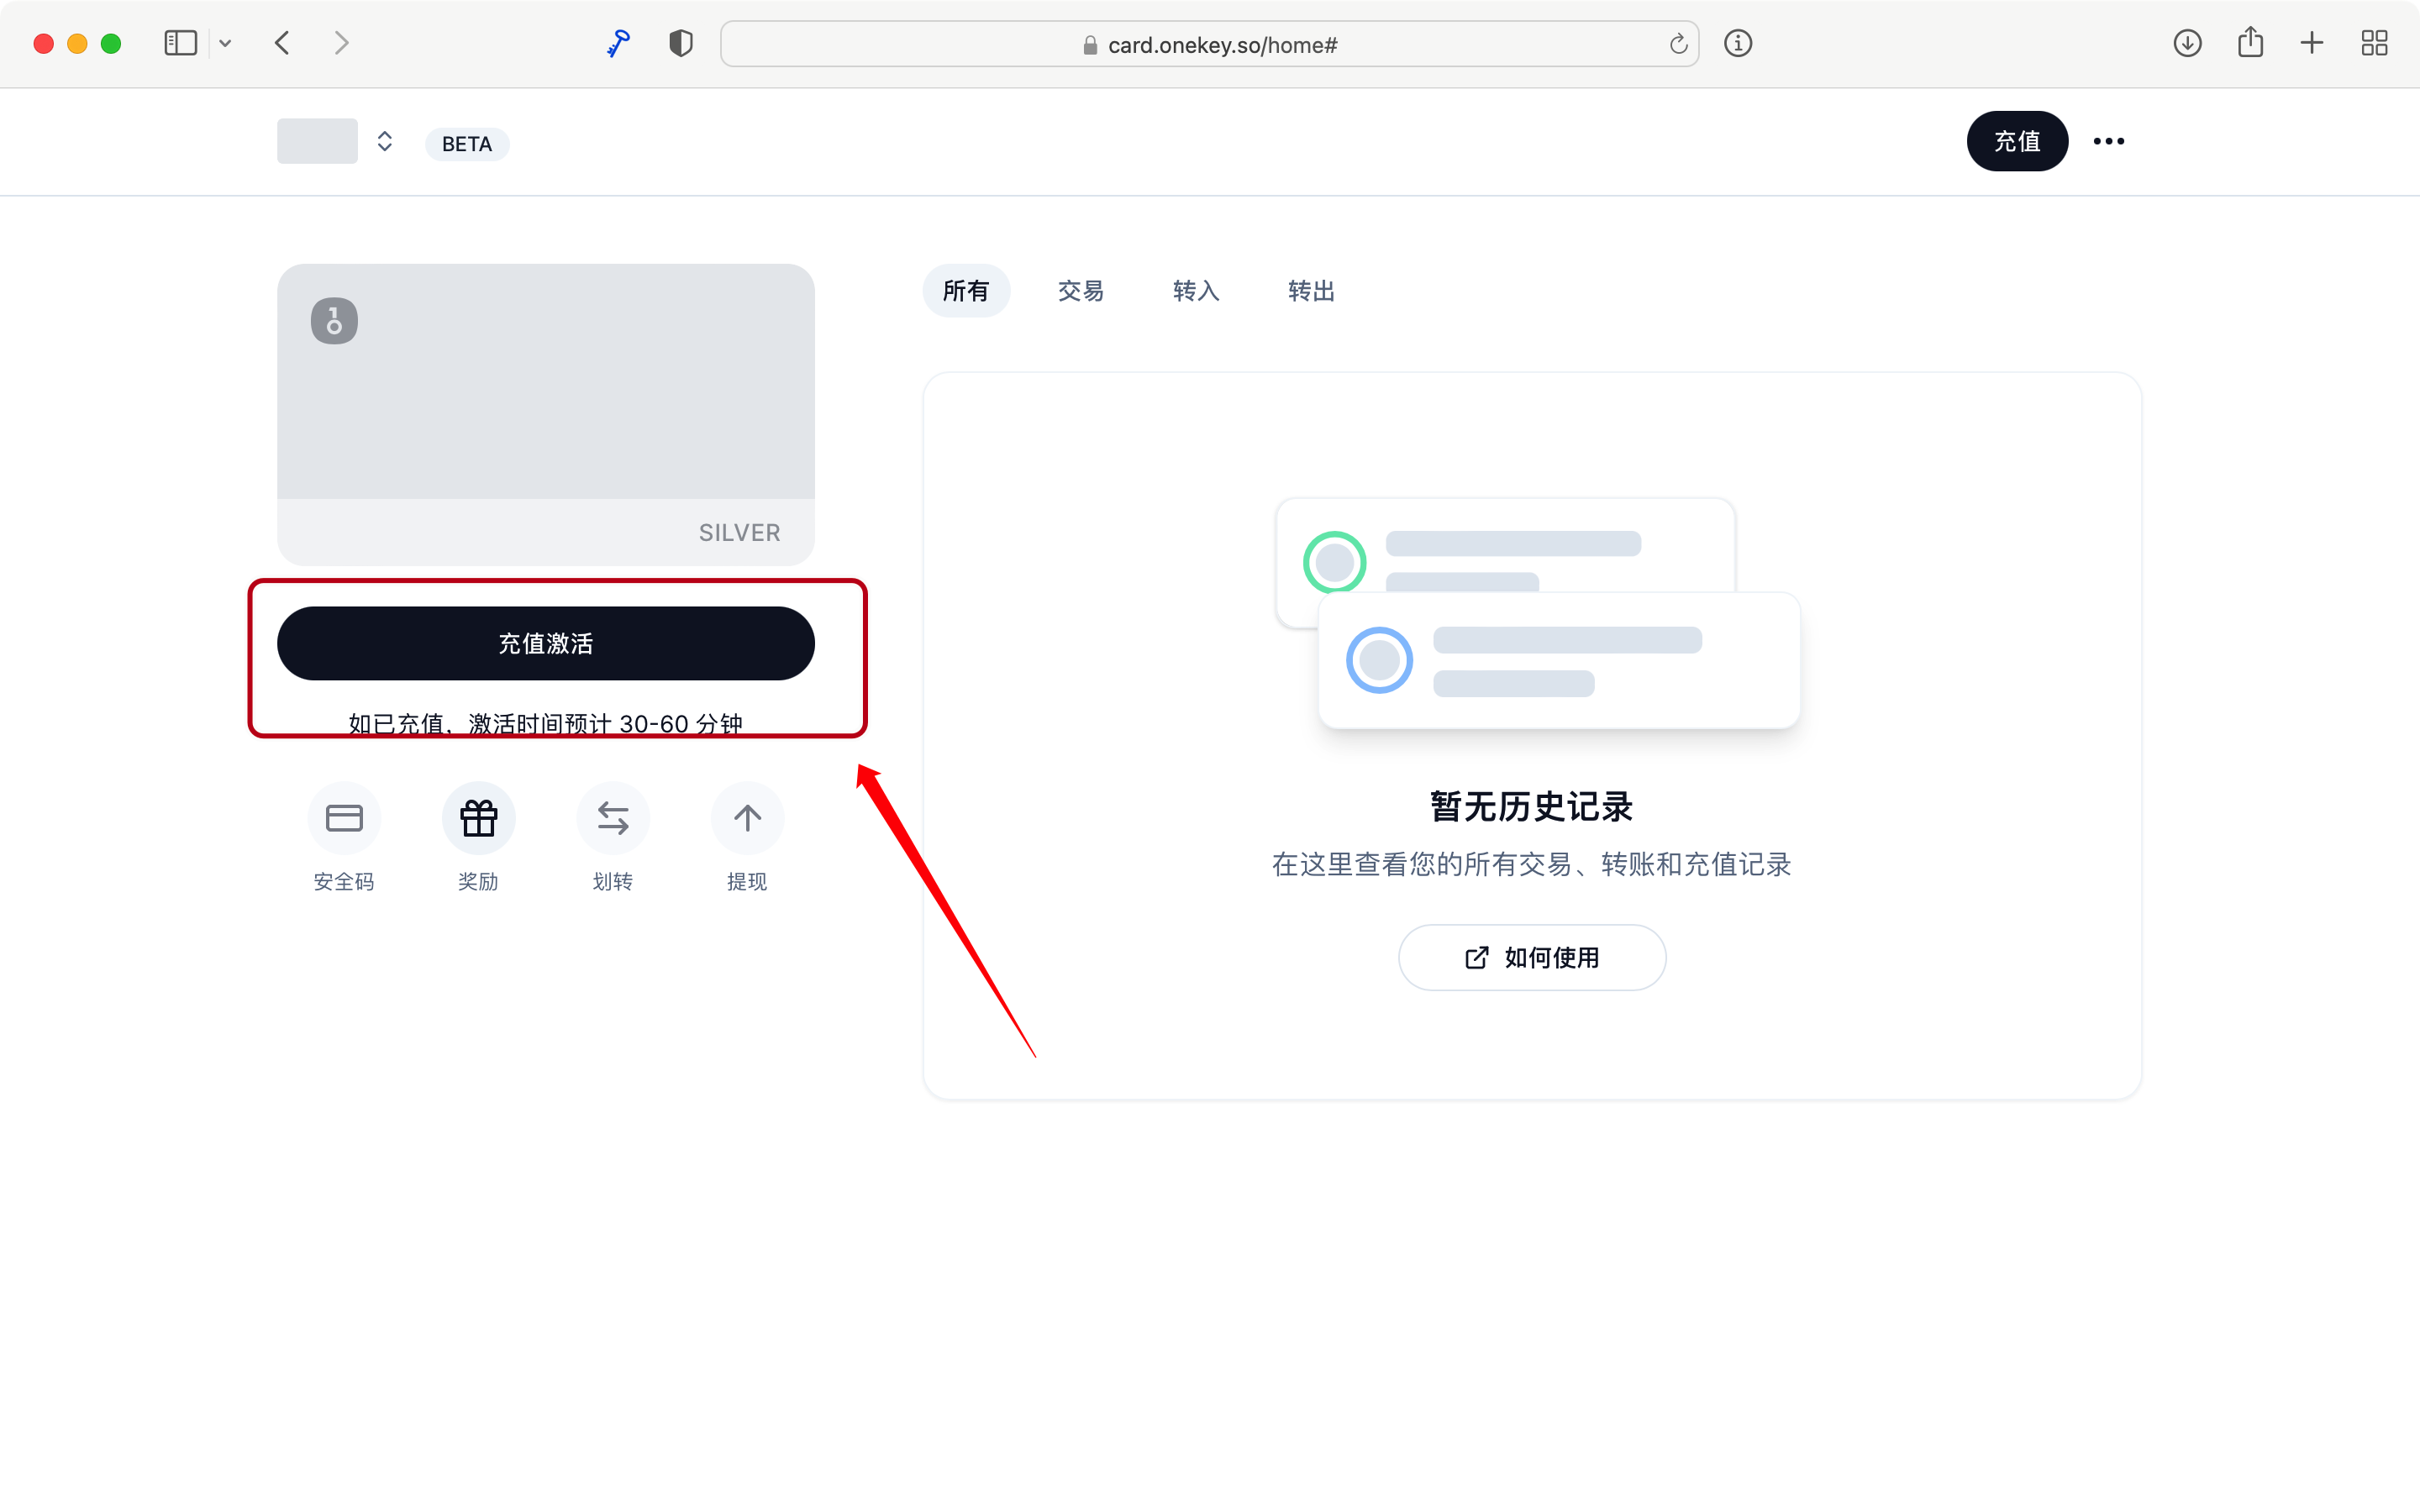 card.onekey.so/home#
BETA
充值
SILVER
充值激活
如已充值，激活时间预计 30-60 分钟
安全码
奖励
划转
提现
所有
交易
转入
转出
暂无历史记录
在这里查看您的所有交易、转账和充值记录
如何使用